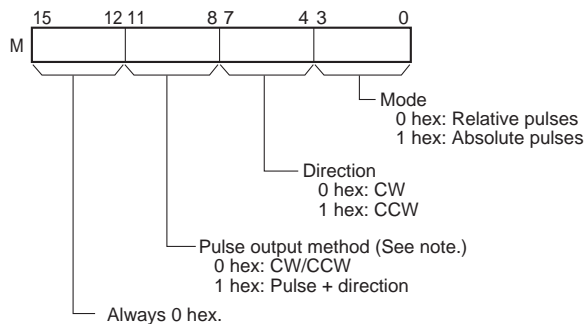 15 12 11 8 7 4 3 0
M
Mode
0 hex: Relative pulses
1 hex: Absolute pulses
Direction
0 hex: CW
1 hex: CCW
Pulse output method (See note.)
0 hex: CW/CCW
1 hex: Pulse + direction
Always 0 hex.